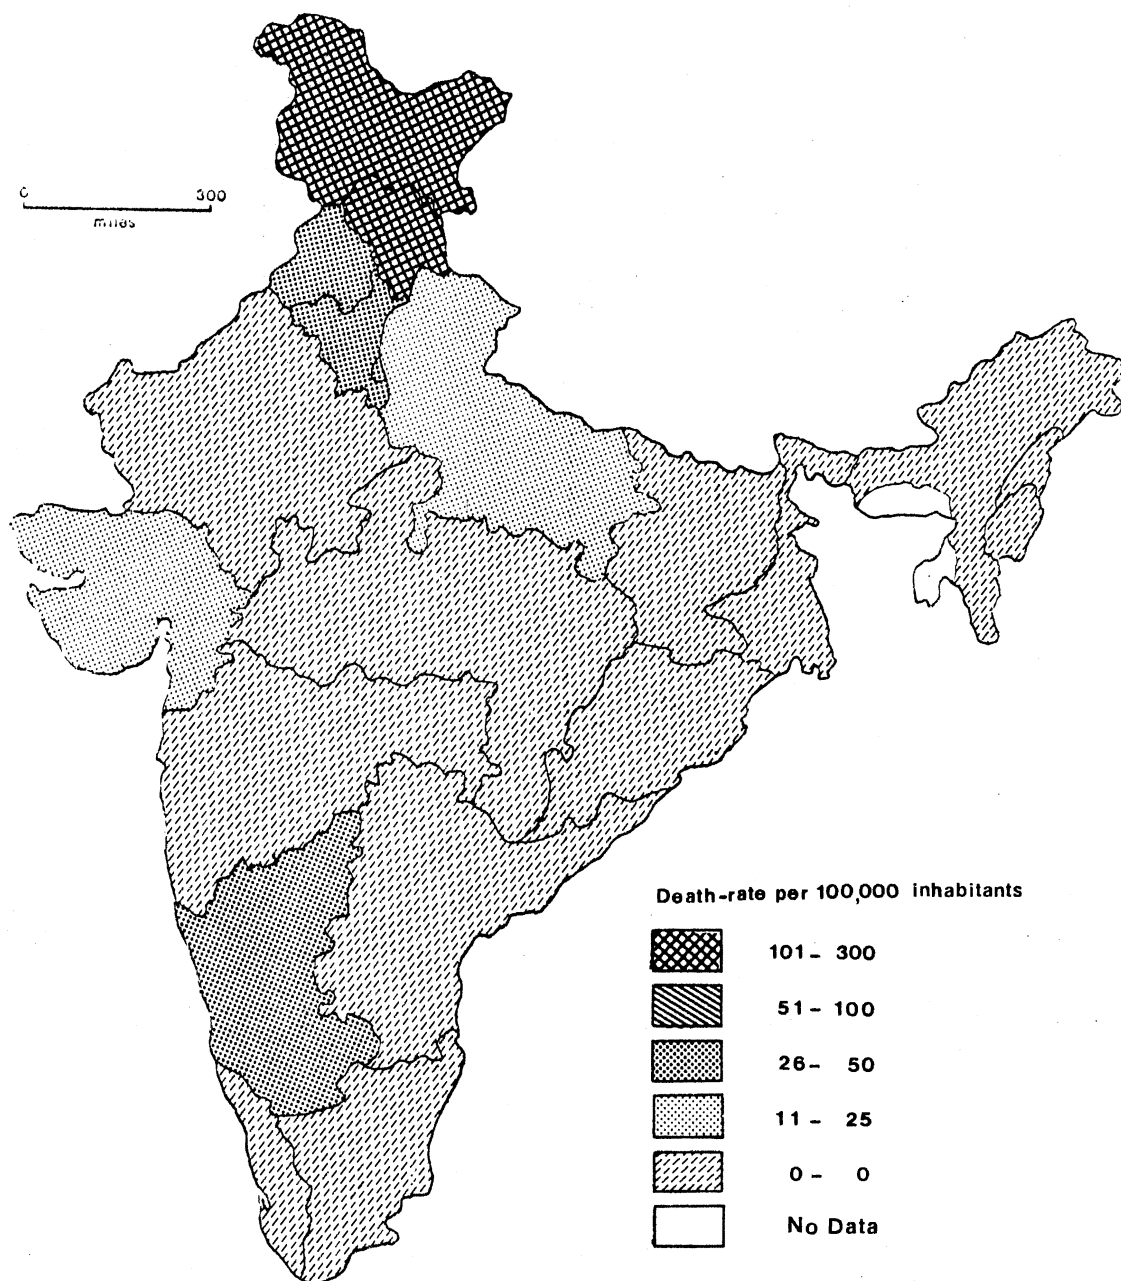 0 300
miles
Death-rate per 100,000 inhabitants
101 - 300
51 - 100
26 - 50
11 - 25
0 - 0
No Data